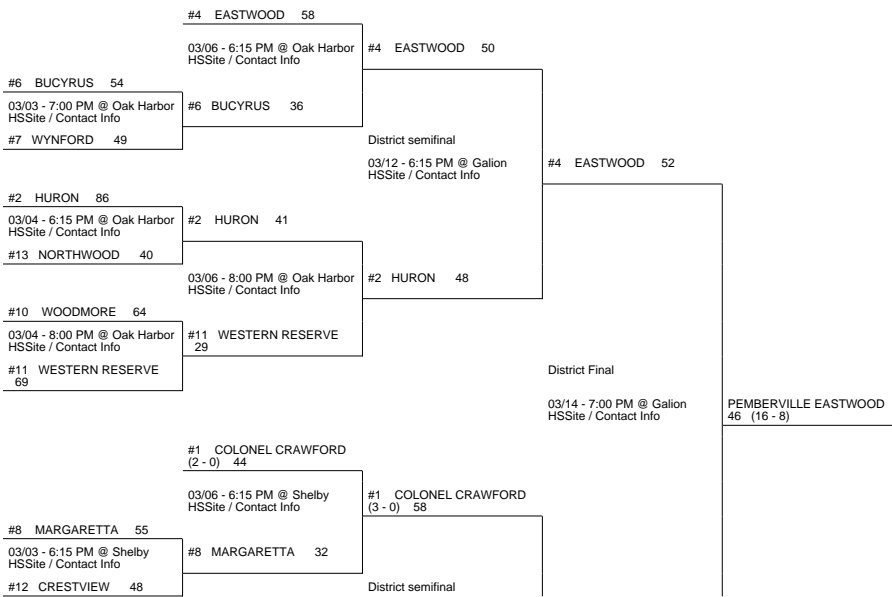 #4 EASTWOOD 58
03/06 - 6:15 PM @ Oak Harbor
HSSite / Contact Info
#4 EASTWOOD 50
#6 BUCYRUS 54
03/03 - 7:00 PM @ Oak Harbor
HSSite / Contact Info
#6 BUCYRUS 36
#7 WYNFORD 49
District semifinal
03/12 - 6:15 PM @ Galion
HSSite / Contact Info
#4 EASTWOOD 52
#2 HURON 86
03/04 - 6:15 PM @ Oak Harbor
HSSite / Contact Info
#2 HURON 41
#13 NORTHWOOD 40
03/06 - 8:00 PM @ Oak Harbor
HSSite / Contact Info
#2 HURON 48
#10 WOODMORE 64
03/04 - 8:00 PM @ Oak Harbor
HSSite / Contact Info
#11 WESTERN RESERVE
29
#11 WESTERN RESERVE
69
District Final
03/14 - 7:00 PM @ Galion
HSSite / Contact Info
PEMBERVILLE EASTWOOD
46 (16 - 8)
#1 COLONEL CRAWFORD
(2 - 0) 44
03/06 - 6:15 PM @ Shelby
HSSite / Contact Info
#1 COLONEL CRAWFORD
(3 - 0) 58
#8 MARGARETTA 55
03/03 - 6:15 PM @ Shelby
HSSite / Contact Info
#8 MARGARETTA 32
#12 CRESTVIEW 48
District semifinal